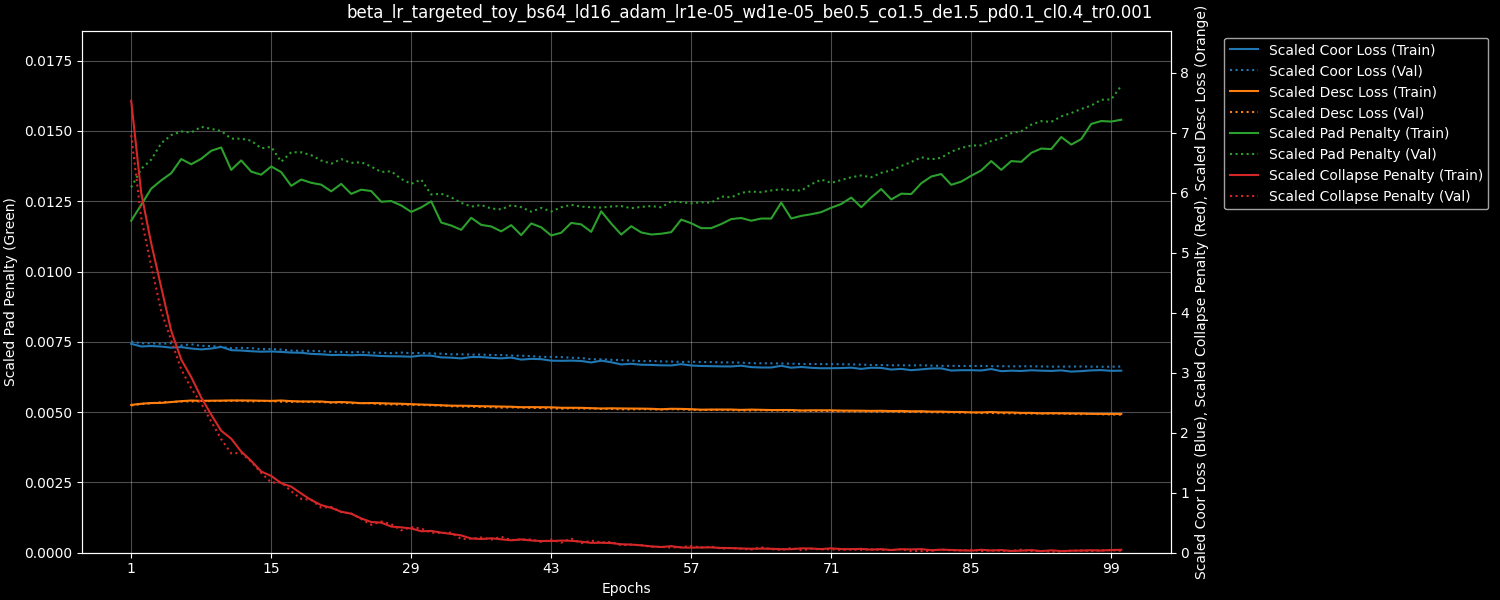 beta_lr_targeted_toy_bs64_ld16_adam_lr1e-05_wd1e-05_be0.5_co1.5_de1.5_pd0.1_cl0.4_tr0.001
Scaled Pad Penalty (Green)
0.0175
0.0150
0.0125
0.0100
0.0075
0.0050
0.0025
0.0000
1
15
29
43
57
71
85
99
Epochs
8
7
6
5
4
3
2
1
0
Scaled Coor Loss (Blue), Scaled Collapse Penalty (Red), Scaled Desc Loss (Orange)
Scaled Coor Loss (Train)
Scaled Coor Loss (Val)
Scaled Desc Loss (Train)
Scaled Desc Loss (Val)
Scaled Pad Penalty (Train)
Scaled Pad Penalty (Val)
Scaled Collapse Penalty (Train)
Scaled Collapse Penalty (Val)